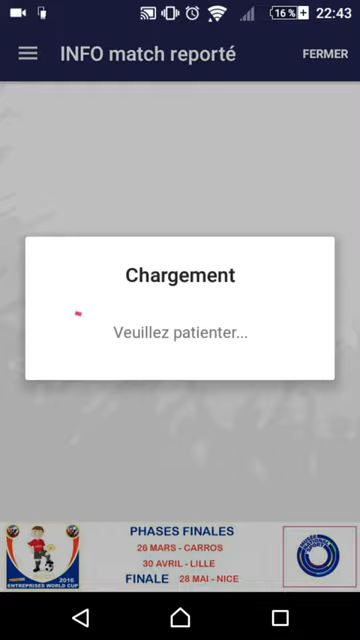 16 %
22:43
INFO match reporté
FERMER
Chargement
Veuillez patienter...
PHASES FINALES
26 MARS - CARROS
30 AVRIL - LILLE
FINALE 28 MAI - NICE
2016
ENTREPRISES WORLD CUP